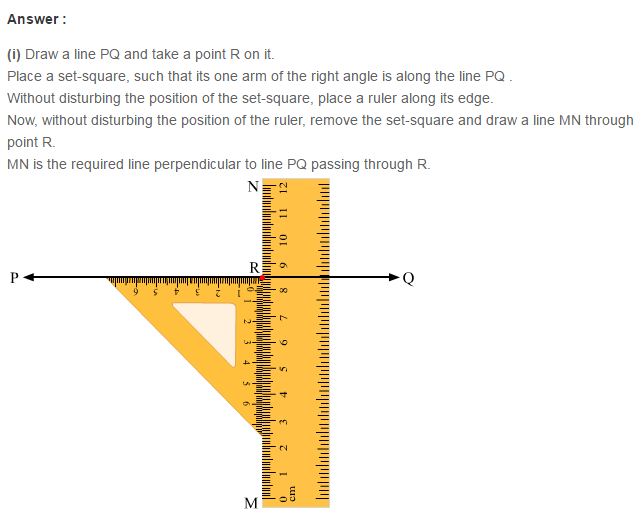 Answer :
(i) Draw a line PQ and take a point R on it.
Place a set-square, such that its one arm of the right angle is along the line PQ .
Without disturbing the position of the set-square, place a ruler along its edge.
Now, without disturbing the position of the ruler, remove the set-square and draw a line MN through
point R.
MN is the required line perpendicular to line PQ passing through R.
N
12
11
10
R
9
P
Q
6 5 4 3 2 1 0
8
1
7
2
6
3
5
4
4
5
3
6
2
1
0 cm
M